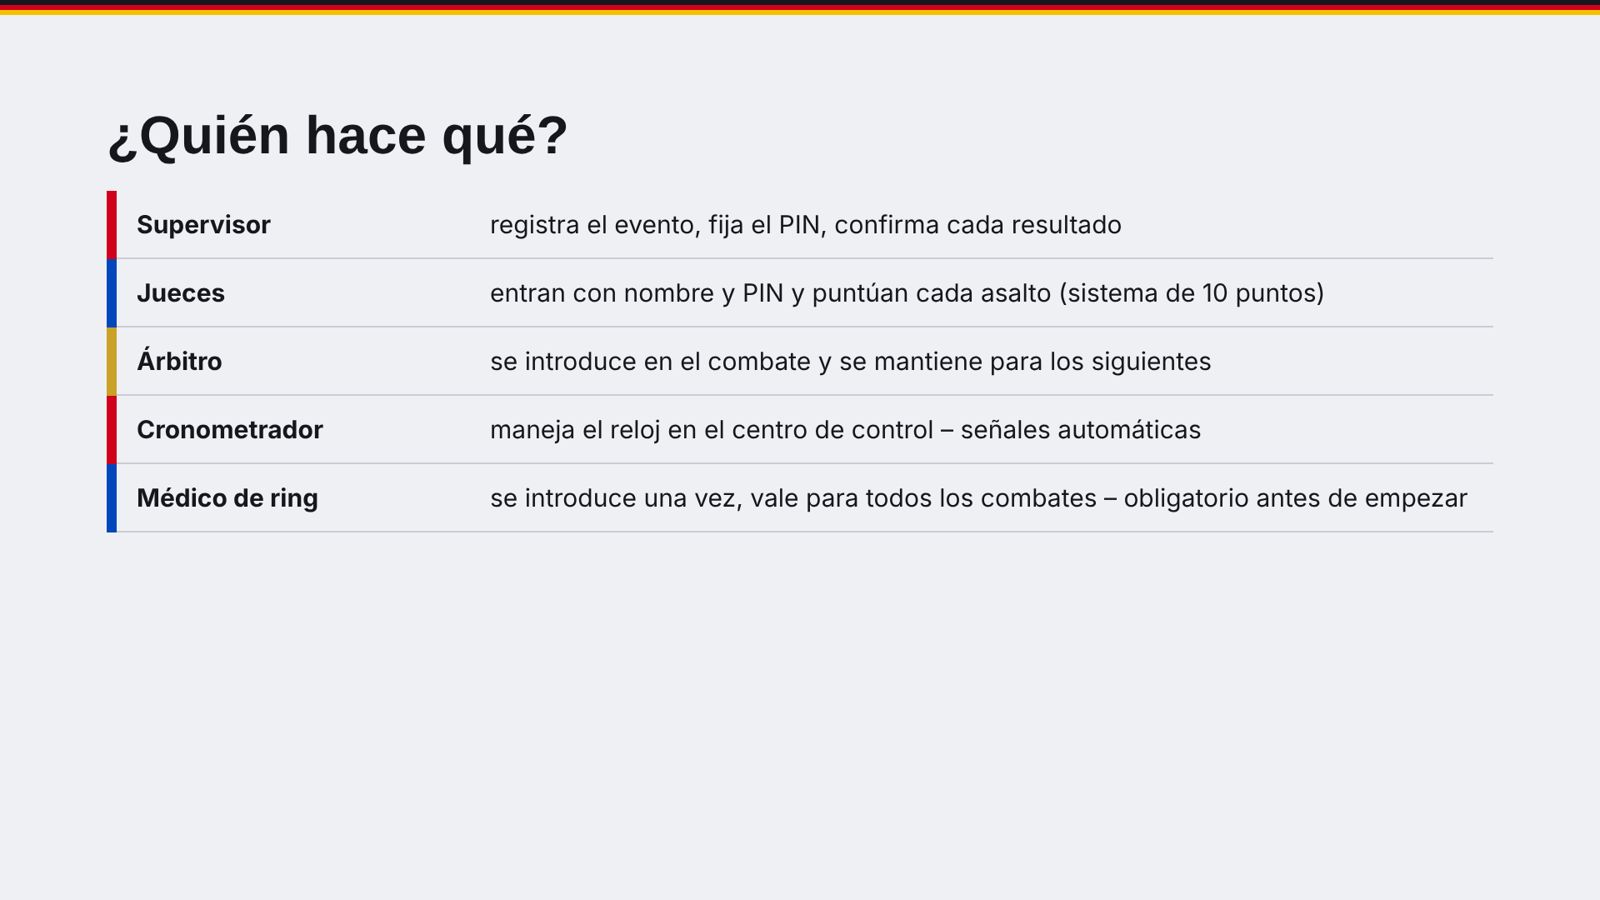 ¿Quién hace qué?
Supervisor registra el evento, fija el PIN, confirma cada resultado
Jueces entran con nombre y PIN y puntúan cada asalto (sistema de 10 puntos)
Árbitro se introduce en el combate y se mantiene para los siguientes
Cronometrador maneja el reloj en el centro de control – señales automáticas
Médico de ring se introduce una vez, vale para todos los combates – obligatorio antes de empezar